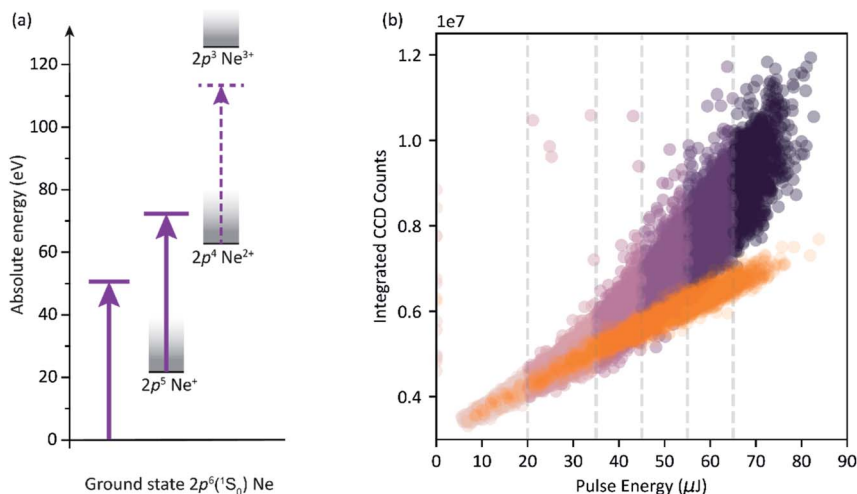 (a)
Absolute energy (eV)
120
100
80
60
40
20
0
2p³ Ne³⁺
2p⁴ Ne²⁺
2p⁵ Ne⁺
Ground state 2p⁶(¹S₀) Ne
(b)
1e7
Integrated CCD Counts
1.2
1.0
0.8
0.6
0.4
0 10 20 30 40 50 60 70 80 90
Pulse Energy (μJ)